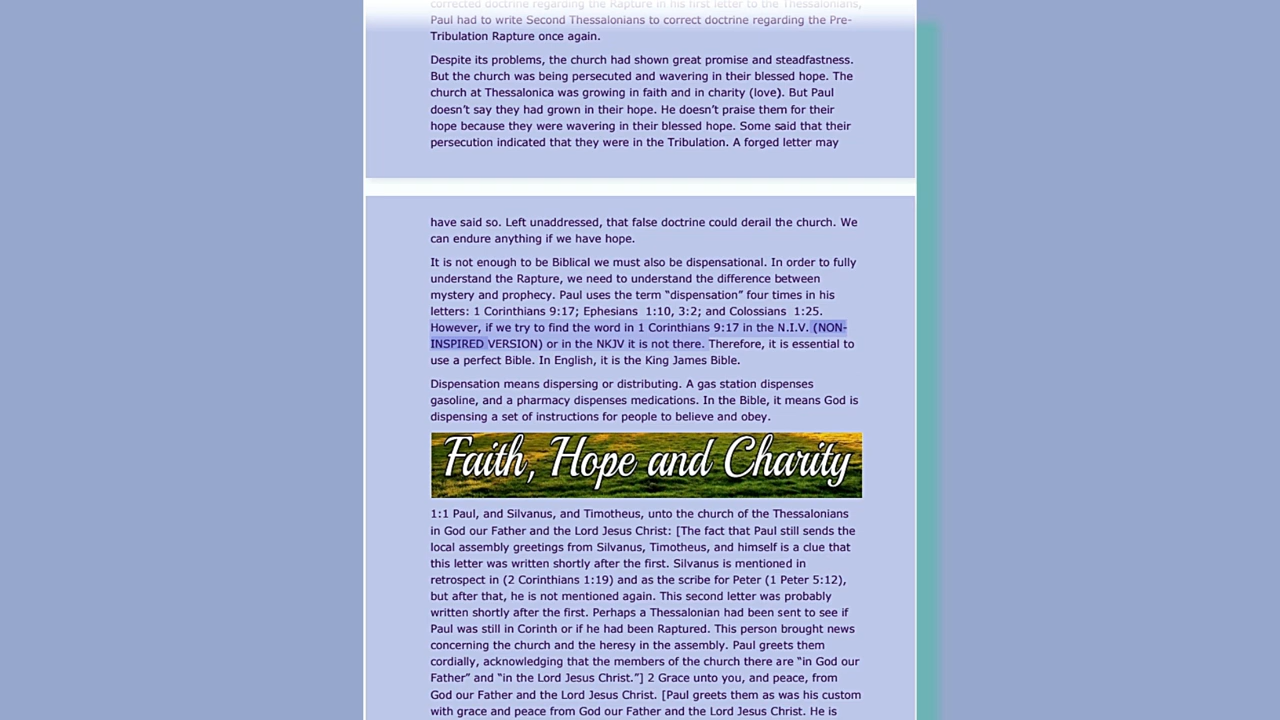 corrected doctrine regarding the Rapture in his first letter to the Thessalonians,
Paul had to write Second Thessalonians to correct doctrine regarding the Pre-
Tribulation Rapture once again.
Despite its problems, the church had shown great promise and steadfastness.
But the church was being persecuted and wavering in their blessed hope. The
church at Thessalonica was growing in faith and in charity (love). But Paul
doesn’t say they had grown in their hope. He doesn’t praise them for their
hope because they were wavering in their blessed hope. Some said that their
persecution indicated that they were in the Tribulation. A forged letter may
have said so. Left unaddressed, that false doctrine could derail the church. We
can endure anything if we have hope.
It is not enough to be Biblical we must also be dispensational. In order to fully
understand the Rapture, we need to understand the difference between
mystery and prophecy. Paul uses the term “dispensation” four times in his
letters: 1 Corinthians 9:17; Ephesians 1:10, 3:2; and Colossians 1:25.
However, if we try to find the word in 1 Corinthians 9:17 in the N.I.V. (NON-
INSPIRED VERSION) or in the NKJV it is not there. Therefore, it is essential to
use a perfect Bible. In English, it is the King James Bible.
Dispensation means dispersing or distributing. A gas station dispenses
gasoline, and a pharmacy dispenses medications. In the Bible, it means God is
dispensing a set of instructions for people to believe and obey.
Faith, Hope and Charity
1:1 Paul, and Silvanus, and Timotheus, unto the church of the Thessalonians
in God our Father and the Lord Jesus Christ: [The fact that Paul still sends the
local assembly greetings from Silvanus, Timotheus, and himself is a clue that
this letter was written shortly after the first. Silvanus is mentioned in
retrospect in (2 Corinthians 1:19) and as the scribe for Peter (1 Peter 5:12),
but after that, he is not mentioned again. This second letter was probably
written shortly after the first. Perhaps a Thessalonian had been sent to see if
Paul was still in Corinth or if he had been Raptured. This person brought news
concerning the church and the heresy in the assembly. Paul greets them
cordially, acknowledging that the members of the church there are “in God our
Father” and “in the Lord Jesus Christ.”] 2 Grace unto you, and peace, from
God our Father and the Lord Jesus Christ. [Paul greets them as was his custom
with grace and peace from God our Father and the Lord Jesus Christ. He is